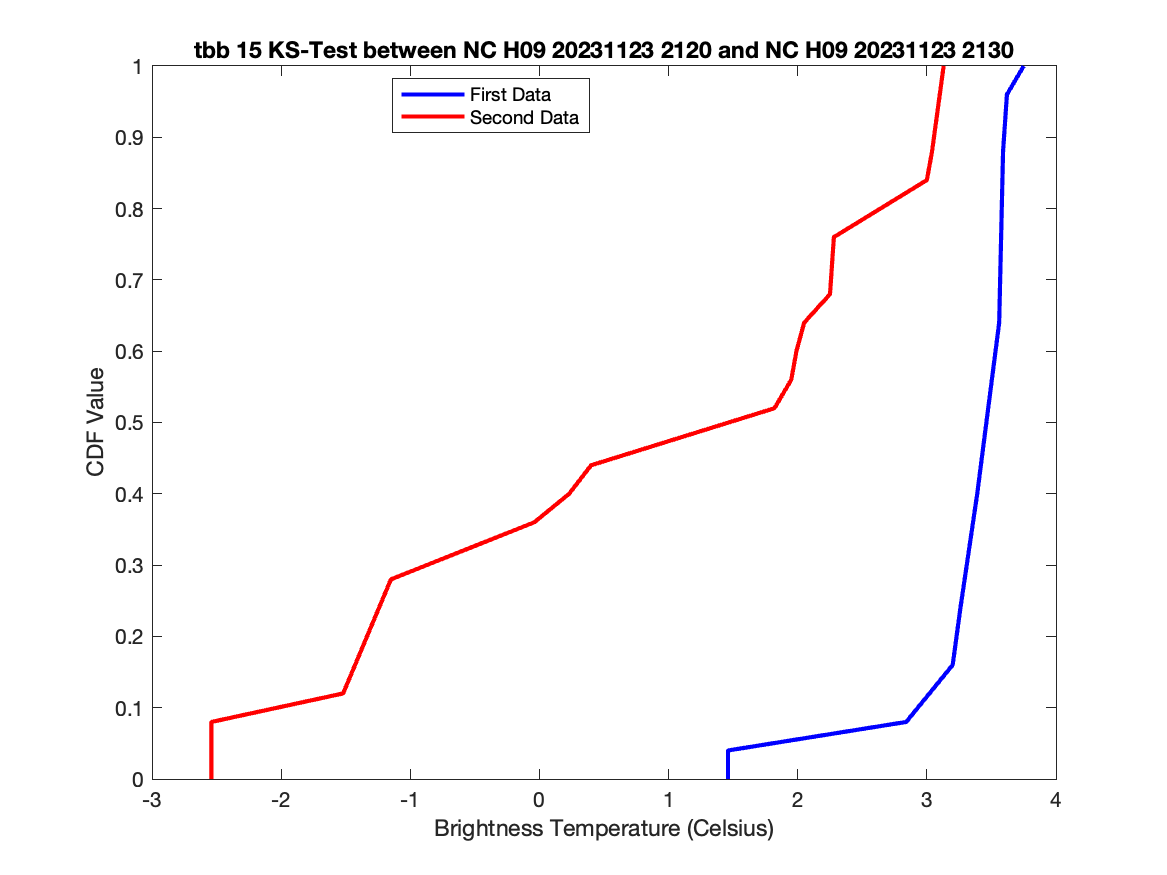 tbb 15 KS-Test between NC H09 20231123 2120 and NC H09 20231123 2130
First Data
Second Data
1
0.9
0.8
0.7
0.6
0.5
0.4
0.3
0.2
0.1
0
CDF Value
-3 -2 -1 0 1 2 3 4
Brightness Temperature (Celsius)